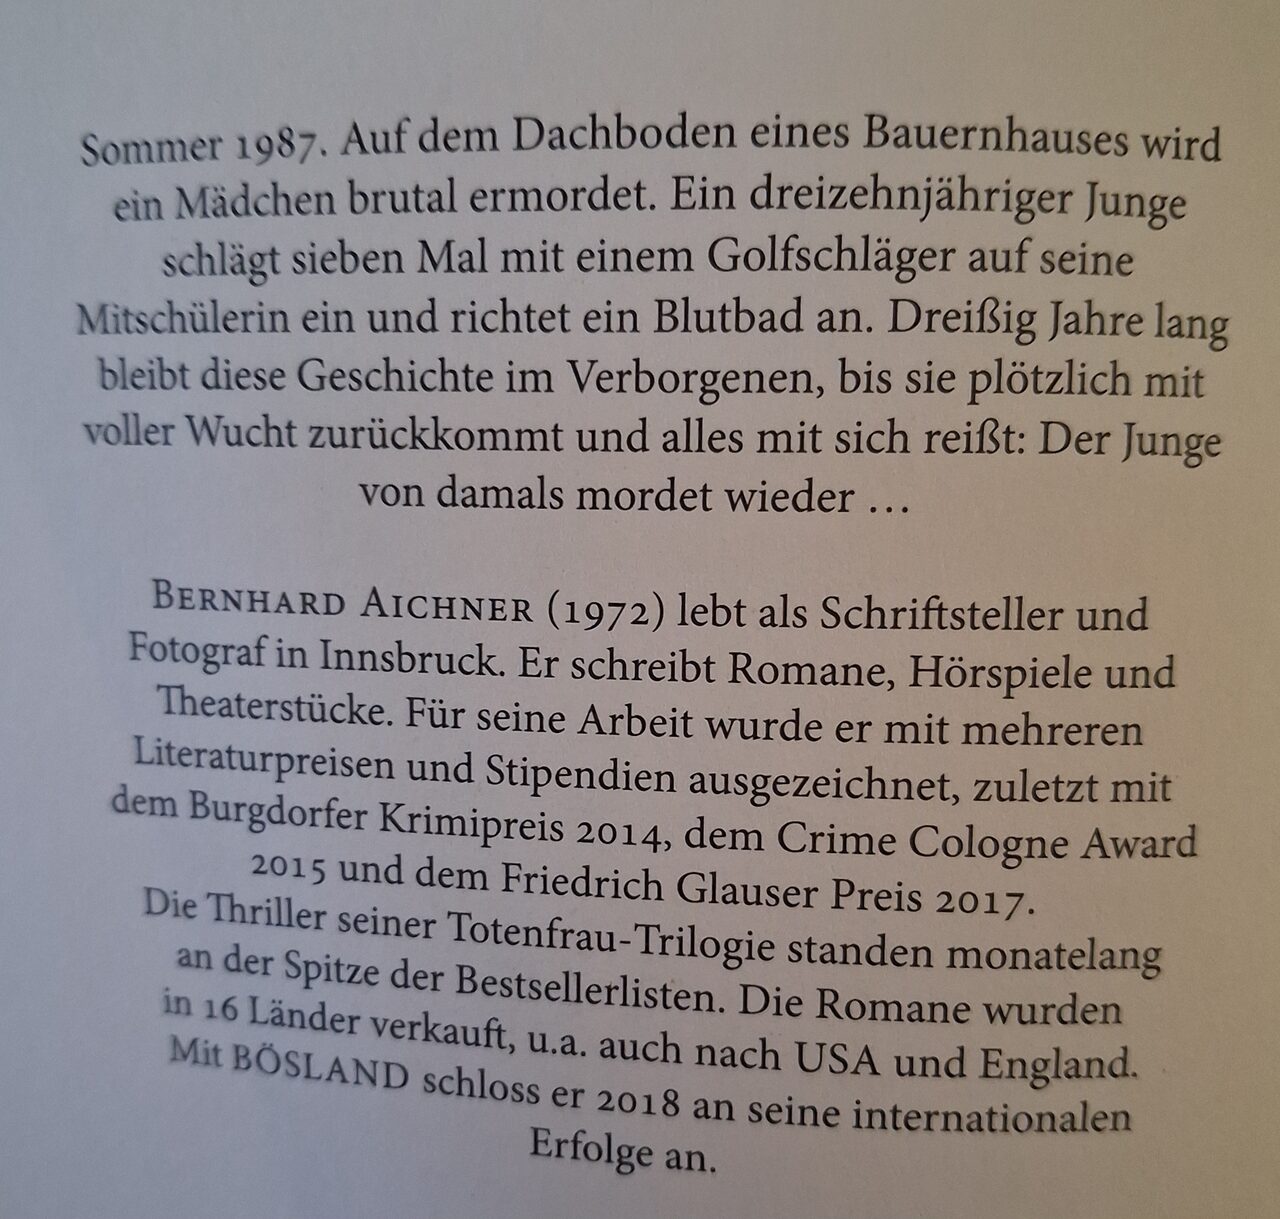 Sommer 1987. Auf dem Dachboden eines Bauernhauses wird
ein Mädchen brutal ermordet. Ein dreizehnjähriger Junge
schlägt sieben Mal mit einem Golfschläger auf seine
Mitschülerin ein und richtet ein Blutbad an. Dreißig Jahre lang
bleibt diese Geschichte im Verborgenen, bis sie plötzlich mit
voller Wucht zurückkommt und alles mit sich reißt: Der Junge
von damals mordet wieder …
BERNHARD AICHNER (1972) lebt als Schriftsteller und
Fotograf in Innsbruck. Er schreibt Romane, Hörspiele und
Theaterstücke. Für seine Arbeit wurde er mit mehreren
Literaturpreisen und Stipendien ausgezeichnet, zuletzt mit
dem Burgdorfer Krimipreis 2014, dem Crime Cologne Award
2015 und dem Friedrich Glauser Preis 2017.
Die Thriller seiner Totenfrau-Trilogie standen monatelang
an der Spitze der Bestsellerlisten. Die Romane wurden
in 16 Länder verkauft, u.a. auch nach USA und England.
Mit BÖSLAND schloss er 2018 an seine internationalen
Erfolge an.